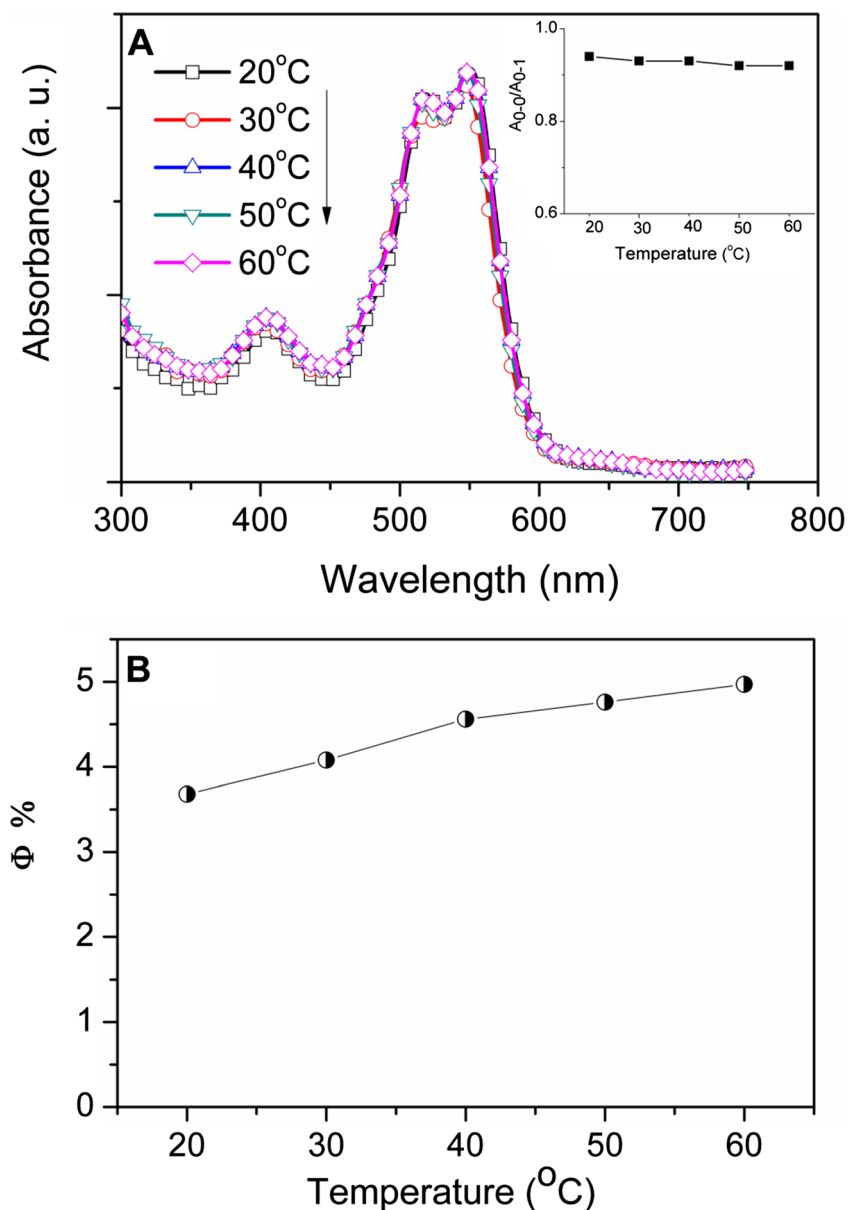 A
20°C
30°C
40°C
50°C
60°C
Absorbance (a. u.)
300 400 500 600 700 800
Wavelength (nm)
A0-0/A0-1
1.0
0.9
0.6
20 30 40 50 60
Temperature (°C)
B
Φ %
5
4
3
2
1
0
20 30 40 50 60
Temperature (°C)